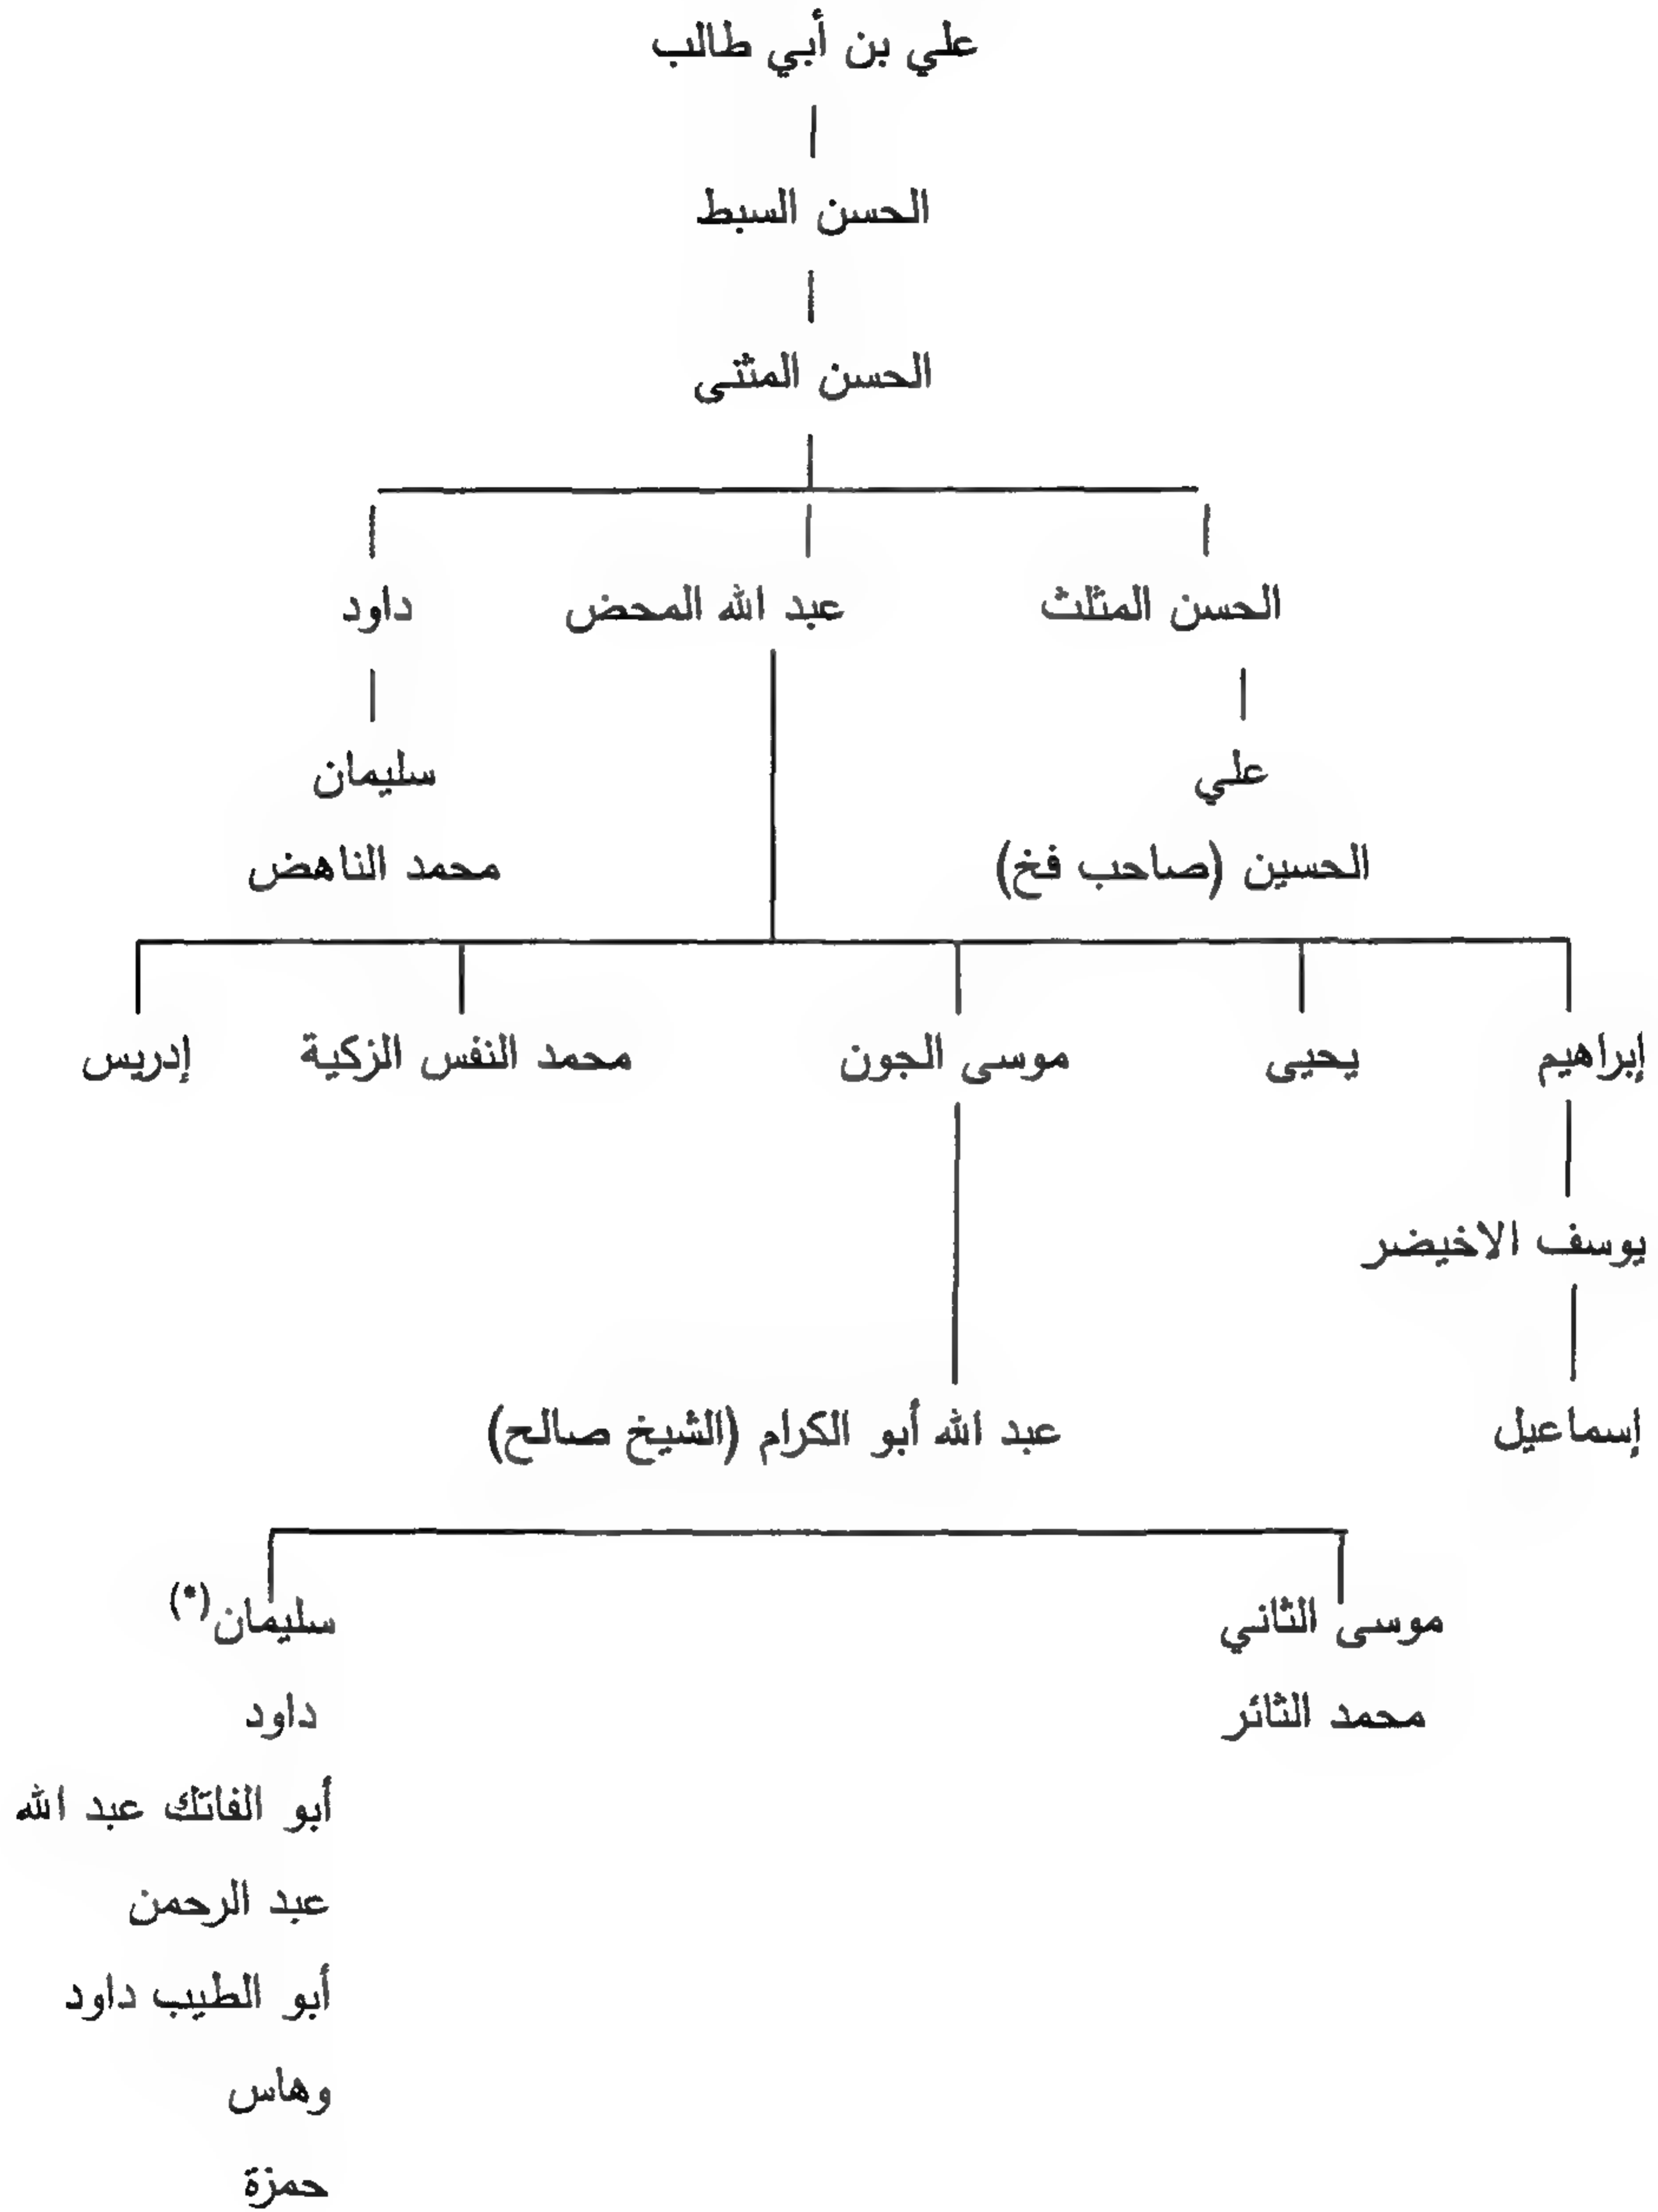 علي بن أبي طالب
الحسن السبط
الحسن المثنى
الحسن المثلث
عبد الله المحض
داود
علي
سليمان
الحسين (صاحب فخ)
محمد الناهض
إبراهيم
يحيى
موسى الجون
محمد النفس الزكية
إدريس
يوسف الاخيضر
إسماعيل
عبد الله أبو الكرام (الشيخ صالح)
موسى الثاني
سليمان(*)
محمد الثائر
داود
أبو الفاتك عبد الله
عبد الرحمن
أبو الطيب داود
وهاس
حمزة